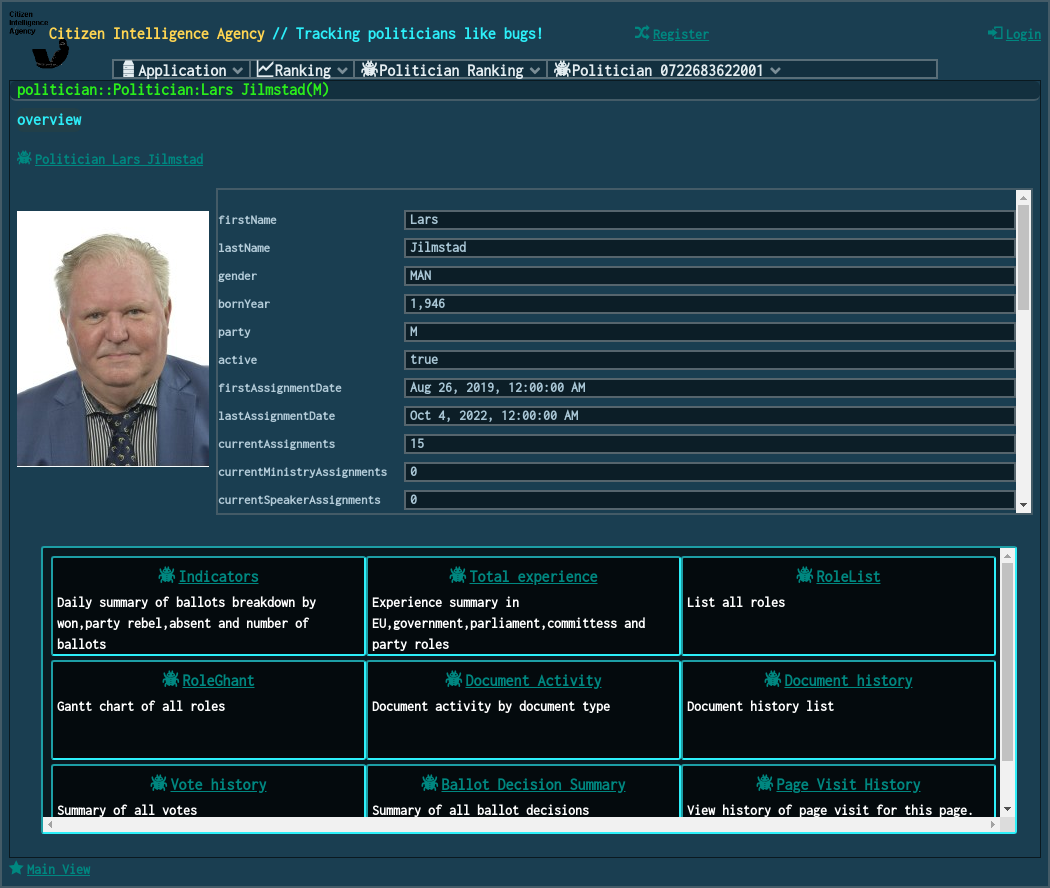 Citizen
Intelligence
Agency
Citizen Intelligence Agency // Tracking politicians like bugs!
Register
Login
Application
Ranking
Politician Ranking
Politician 0722683622001
politician::Politician:Lars Jilmstad(M)
overview
Politician Lars Jilmstad
firstName Lars
lastName Jilmstad
gender MAN
bornYear 1,946
party M
active true
firstAssignmentDate Aug 26, 2019, 12:00:00 AM
lastAssignmentDate Oct 4, 2022, 12:00:00 AM
currentAssignments 15
currentMinistryAssignments 0
currentSpeakerAssignments 0
Indicators
Daily summary of ballots breakdown by
won,party rebel,absent and number of
ballots
Total experience
Experience summary in
EU,government,parliament,committess and
party roles
RoleList
List all roles
RoleGhant
Gantt chart of all roles
Document Activity
Document activity by document type
Document history
Document history list
Vote history
Summary of all votes
Ballot Decision Summary
Summary of all ballot decisions
Page Visit History
View history of page visit for this page.
Main View